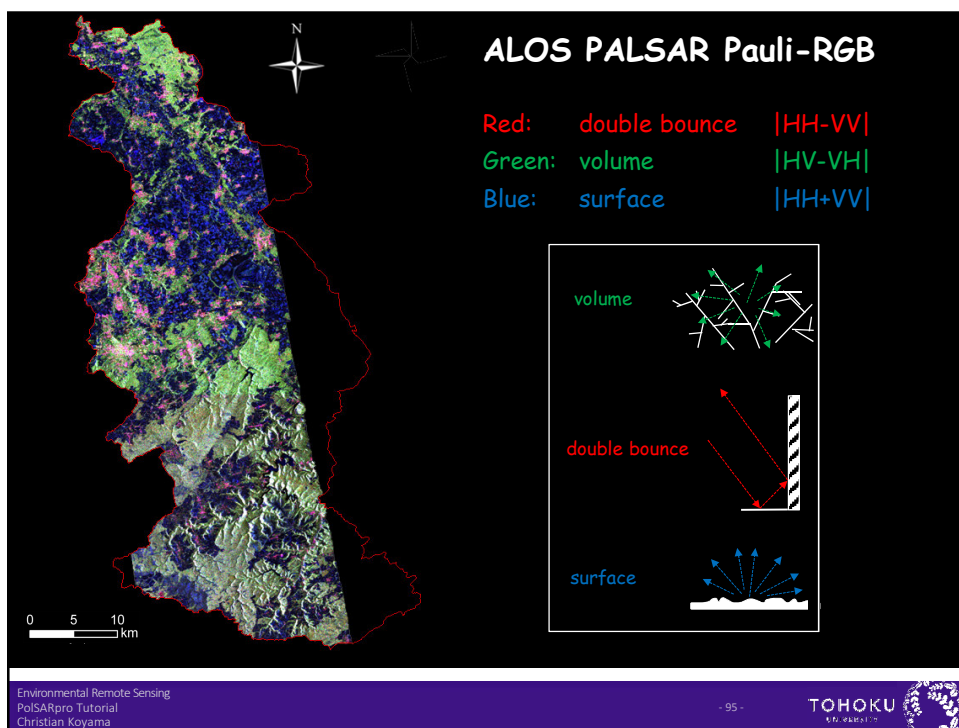 N
ALOS PALSAR Pauli-RGB
Red: double bounce |HH-VV|
Green: volume |HV-VH|
Blue: surface |HH+VV|
volume
double bounce
surface
0 5 10
km
Environmental Remote Sensing
PolSARpro Tutorial
Christian Koyama
- 95 -
TOHOKU
UNIVERSITY